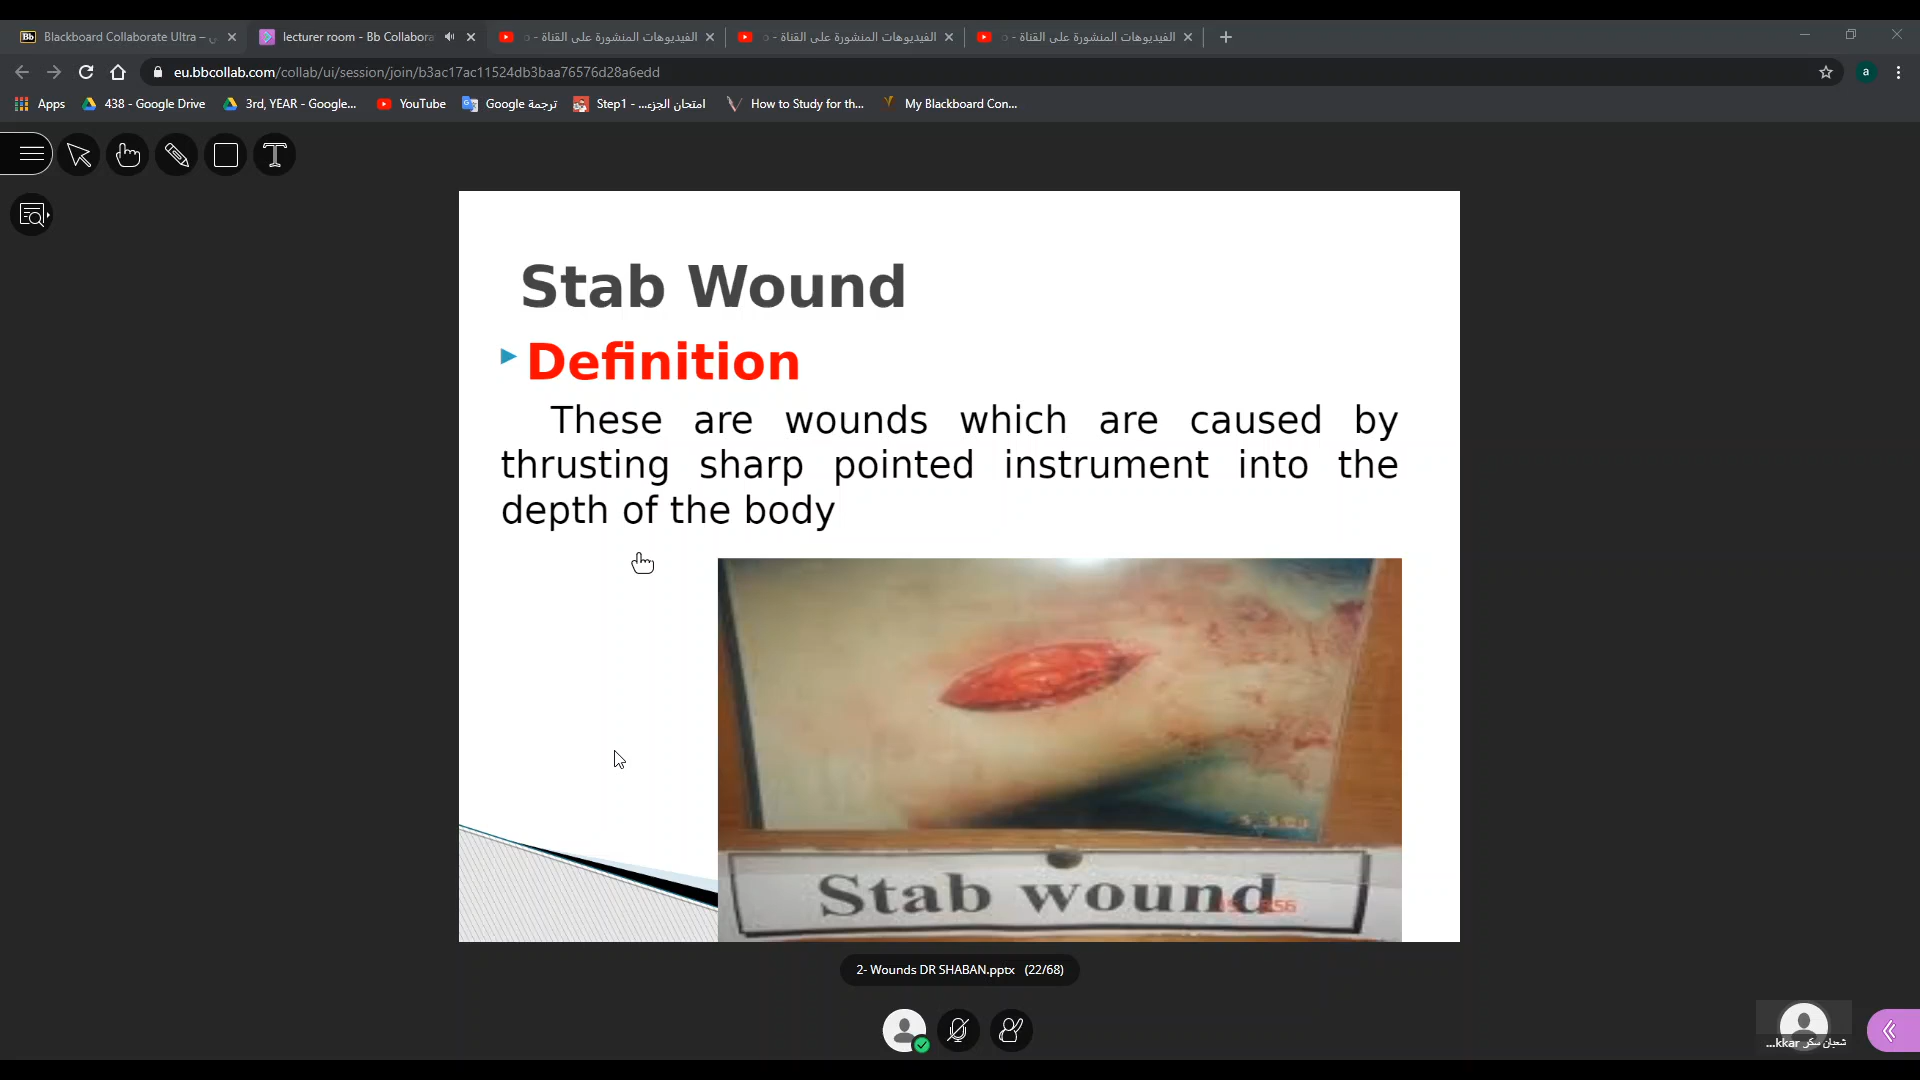 Blackboard Collaborate Ultra –
lecturer room - Bb Collabora
الفيديوهات المنشورة على القناة -
الفيديوهات المنشورة على القناة -
الفيديوهات المنشورة على القناة -
eu.bbcollab.com/collab/ui/session/join/b3ac17ac11524db3baa76576d28a6edd
a
Apps
438 - Google Drive
3rd, YEAR - Google...
YouTube
ترجمة Google
Step1 - ...امتحان الجزء
How to Study for th...
My Blackboard Con...
Stab Wound
Definition
These are wounds which are caused by
thrusting sharp pointed instrument into the
depth of the body
Stab wound
2- Wounds DR SHABAN.pptx (22/68)
شعبان سكر kkar...